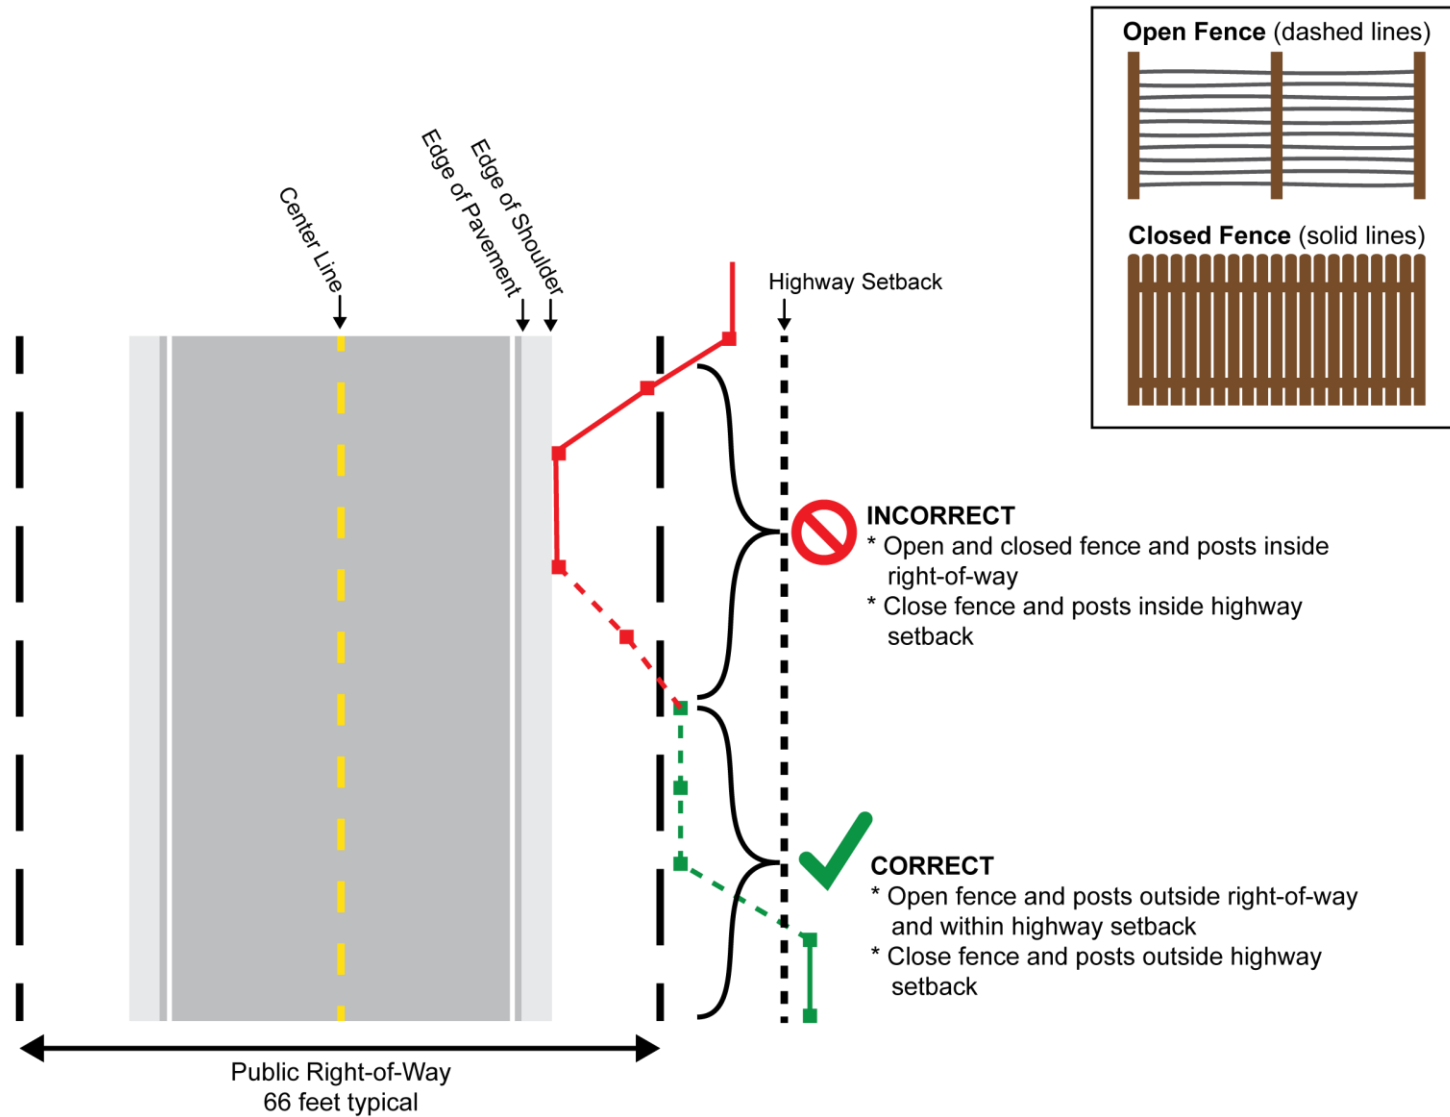 Open Fence (dashed lines)
Closed Fence (solid lines)
Center Line
Edge of Pavement
Edge of Shoulder
Highway Setback
INCORRECT
* Open and closed fence and posts inside
right-of-way
* Close fence and posts inside highway
setback
CORRECT
* Open fence and posts outside right-of-way
and within highway setback
* Close fence and posts outside highway
setback
Public Right-of-Way
66 feet typical